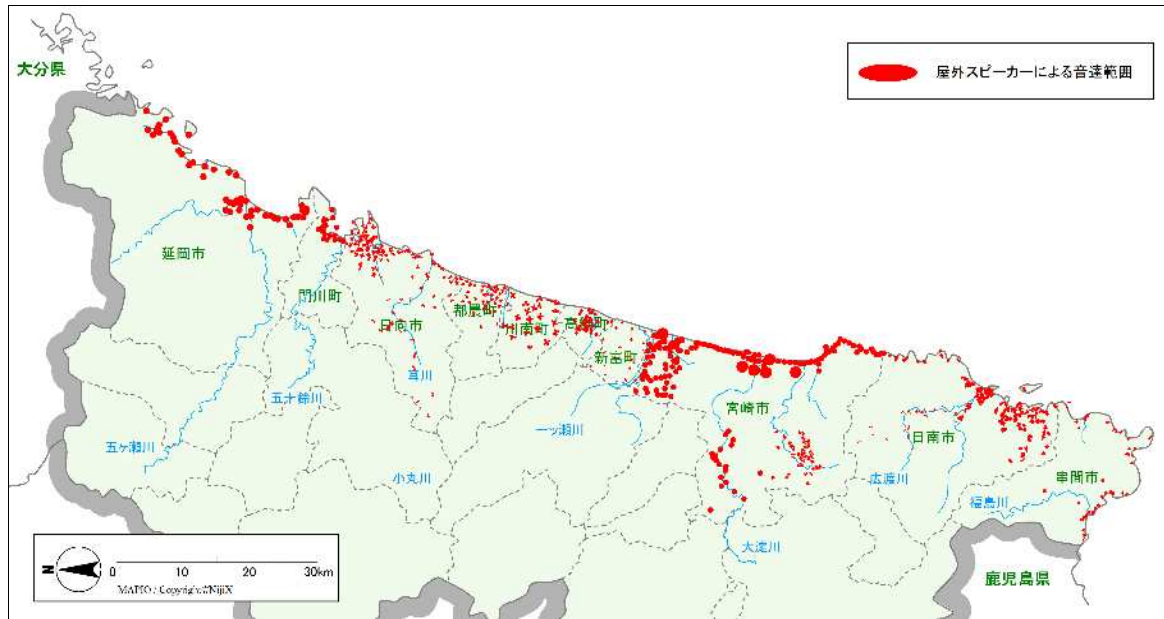 大分県
屋外スピーカーによる音達範囲
延岡市
門川町
日向市
都農町
川南町
高鍋町
新富町
耳川
五十鈴川
一ツ瀬川
宮崎市
日南市
五ヶ瀬川
小丸川
広渡川
串間市
福島川
大淀川
鹿児島県
N
0 10 20 30km
MAPIO / Copyright©NijiX